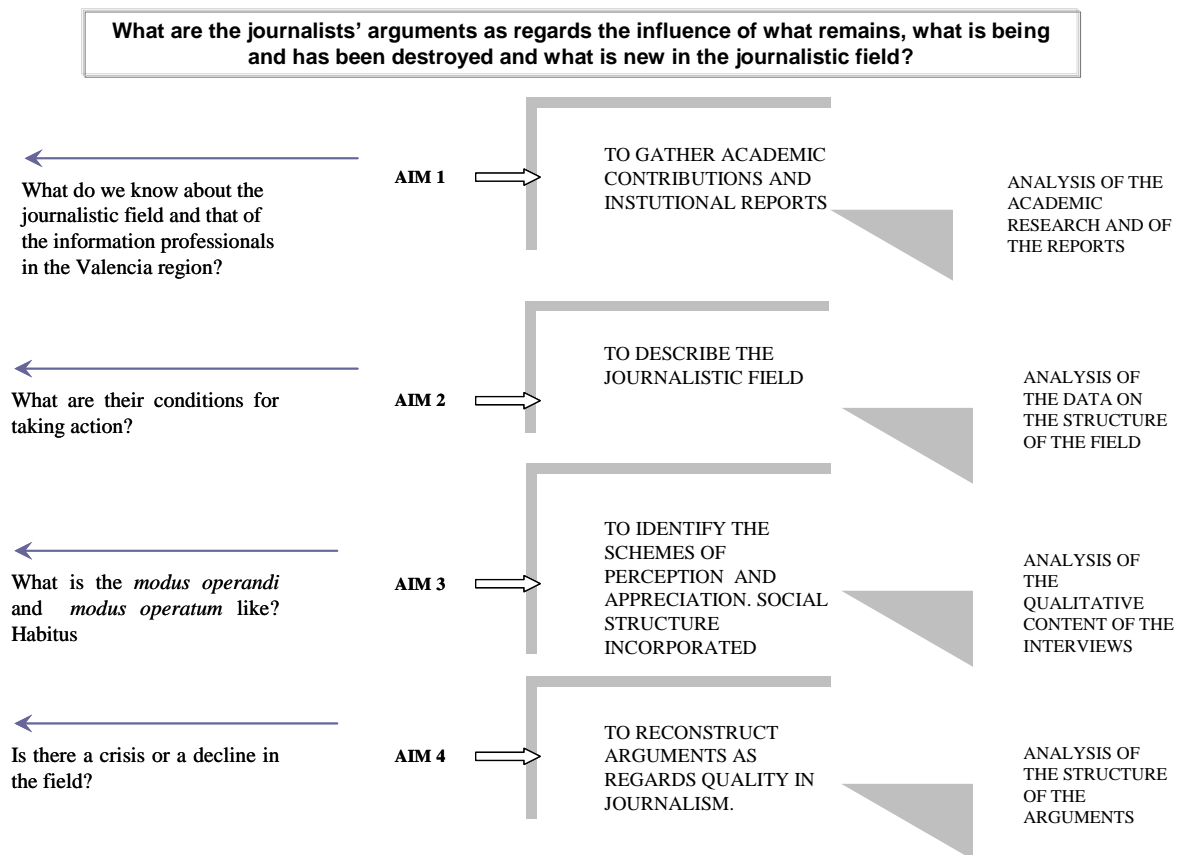 What are the journalists' arguments as regards the influence of what remains, what is being
and has been destroyed and what is new in the journalistic field?
What do we know about the
journalistic field and that of
the information professionals
in the Valencia region?
AIM 1
TO GATHER ACADEMIC
CONTRIBUTIONS AND
INSTUTIONAL REPORTS
ANALYSIS OF THE
ACADEMIC
RESEARCH AND OF
THE REPORTS
What are their conditions for
taking action?
AIM 2
TO DESCRIBE THE
JOURNALISTIC FIELD
ANALYSIS OF
THE DATA ON
THE STRUCTURE
OF THE FIELD
What is the modus operandi
and modus operatum like?
Habitus
AIM 3
TO IDENTIFY THE
SCHEMES OF
PERCEPTION AND
APPRECIATION. SOCIAL
STRUCTURE
INCORPORATED
ANALYSIS OF
THE
QUALITATIVE
CONTENT OF THE
INTERVIEWS
Is there a crisis or a decline in
the field?
AIM 4
TO RECONSTRUCT
ARGUMENTS AS
REGARDS QUALITY IN
JOURNALISM.
ANALYSIS OF
THE STRUCTURE
OF THE
ARGUMENTS